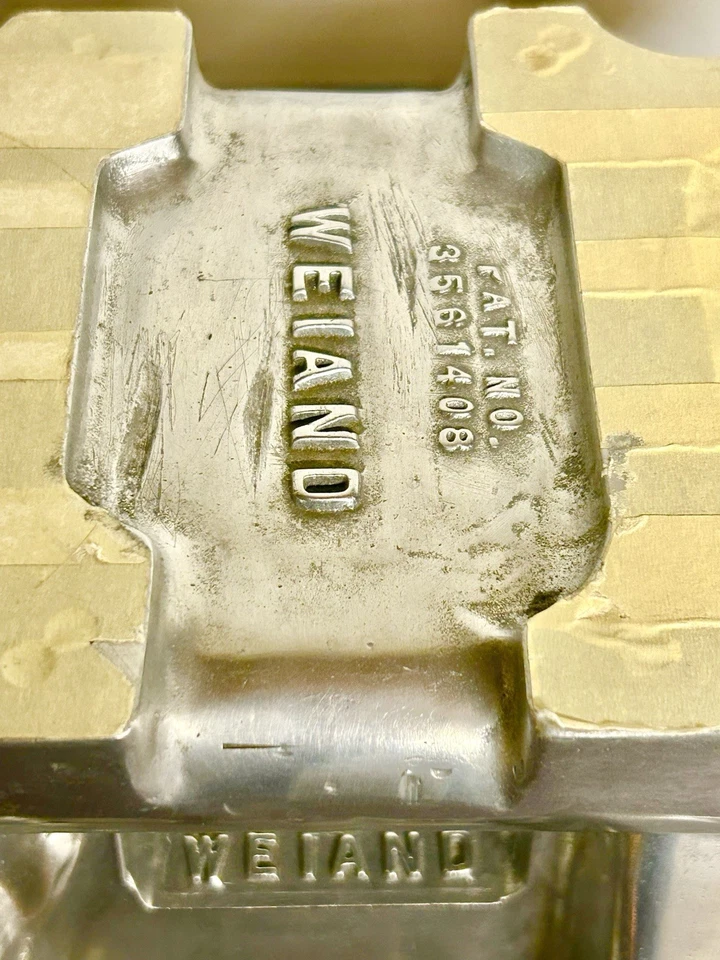 PAT. NO.
3561408
WEIAND
WEIAND